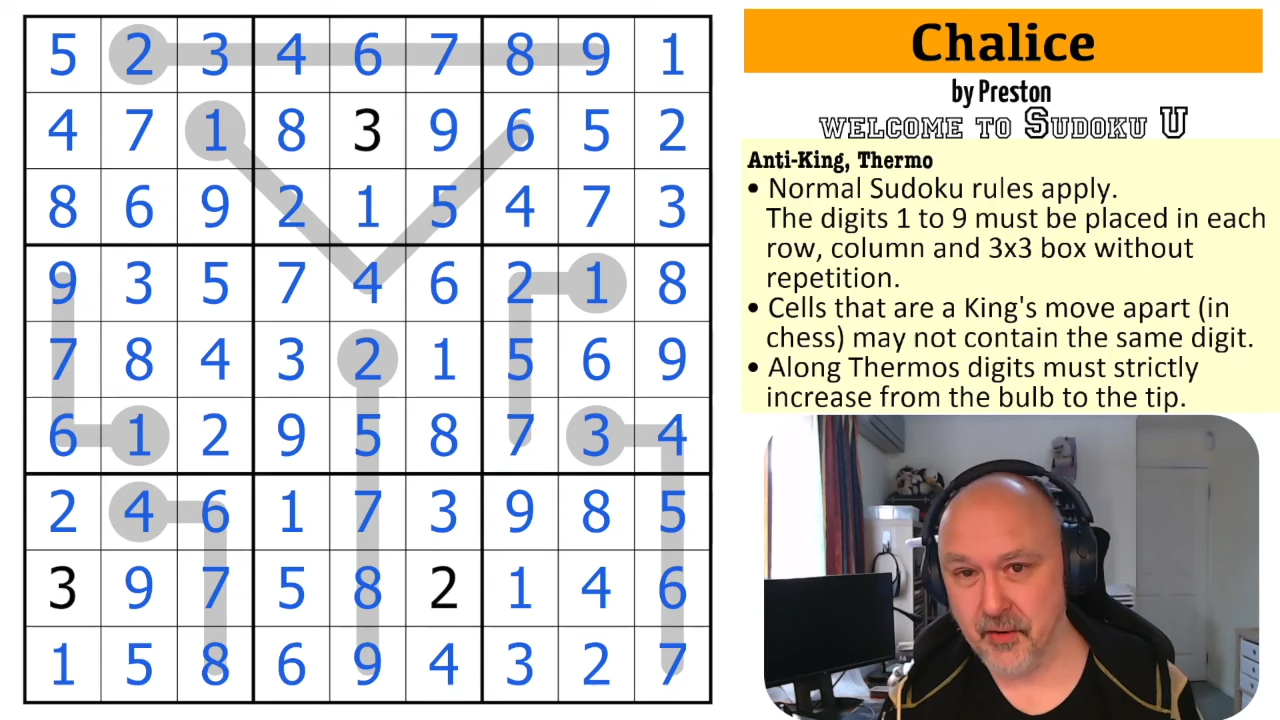 5 2 3 4 6 7 8 9 1
4 7 1 8 3 9 6 5 2
8 6 9 2 1 5 4 7 3
9 3 5 7 4 6 2 1 8
7 8 4 3 2 1 5 6 9
6 1 2 9 5 8 7 3 4
2 4 6 1 7 3 9 8 5
3 9 7 5 8 2 1 4 6
1 5 8 6 9 4 3 2 7
Chalice
by Preston
WELCOME TO SUDOKU U
Anti-King, Thermo
• Normal Sudoku rules apply.
The digits 1 to 9 must be placed in each
row, column and 3x3 box without
repetition.
• Cells that are a King's move apart (in
chess) may not contain the same digit.
• Along Thermos digits must strictly
increase from the bulb to the tip.